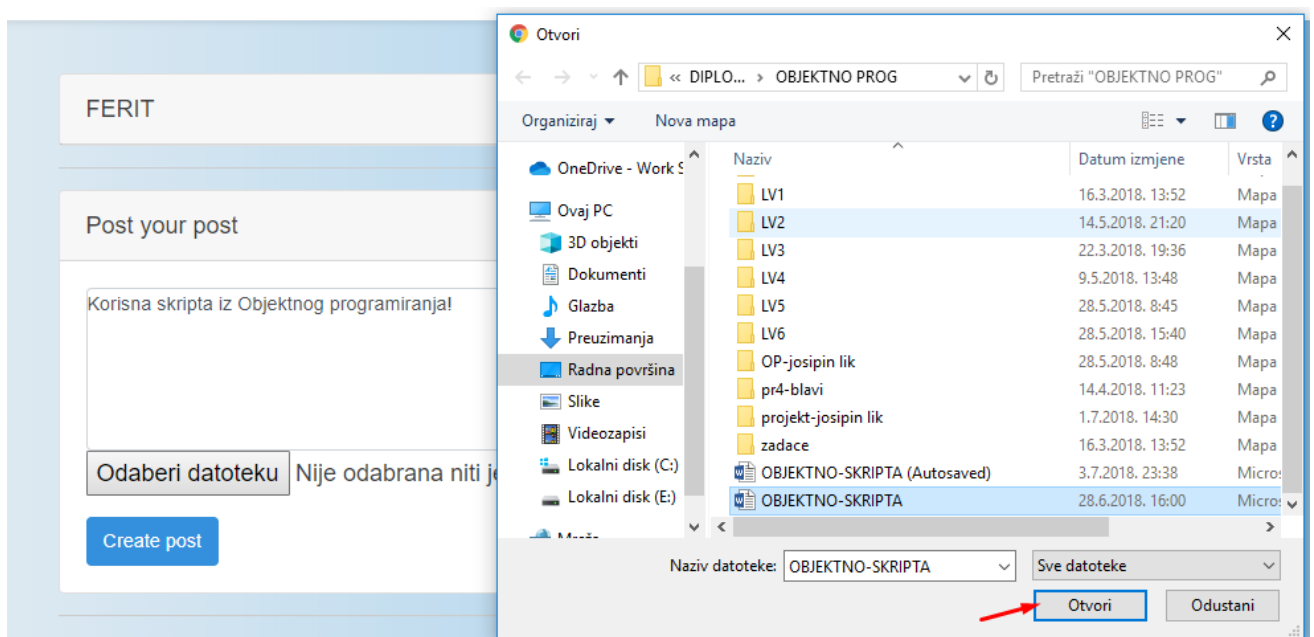 FERIT
Post your post
Korisna skripta iz Objektnog programiranja!
Odaberi datoteku Nije odabrana niti je
Create post
Otvori
« DIPLO... › OBJEKTNO PROG
Pretraži "OBJEKTNO PROG"
Organiziraj Nova mapa
OneDrive - Work S
Ovaj PC
3D objekti
Dokumenti
Glazba
Preuzimanja
Radna površina
Slike
Videozapisi
Lokalni disk (C:)
Lokalni disk (E:)
Naziv Datum izmjene Vrsta
LV1 16.3.2018. 13:52 Mapa
LV2 14.5.2018. 21:20 Mapa
LV3 22.3.2018. 19:36 Mapa
LV4 9.5.2018. 13:48 Mapa
LV5 28.5.2018. 8:45 Mapa
LV6 28.5.2018. 15:40 Mapa
OP-josipin lik 28.5.2018. 8:48 Mapa
pr4-blavi 14.4.2018. 11:23 Mapa
projekt-josipin lik 1.7.2018. 14:30 Mapa
zadace 16.3.2018. 13:52 Mapa
OBJEKTNO-SKRIPTA (Autosaved) 3.7.2018. 23:38 Micros
OBJEKTNO-SKRIPTA 28.6.2018. 16:00 Micros
Naziv datoteke: OBJEKTNO-SKRIPTA Sve datoteke
Otvori Odustani